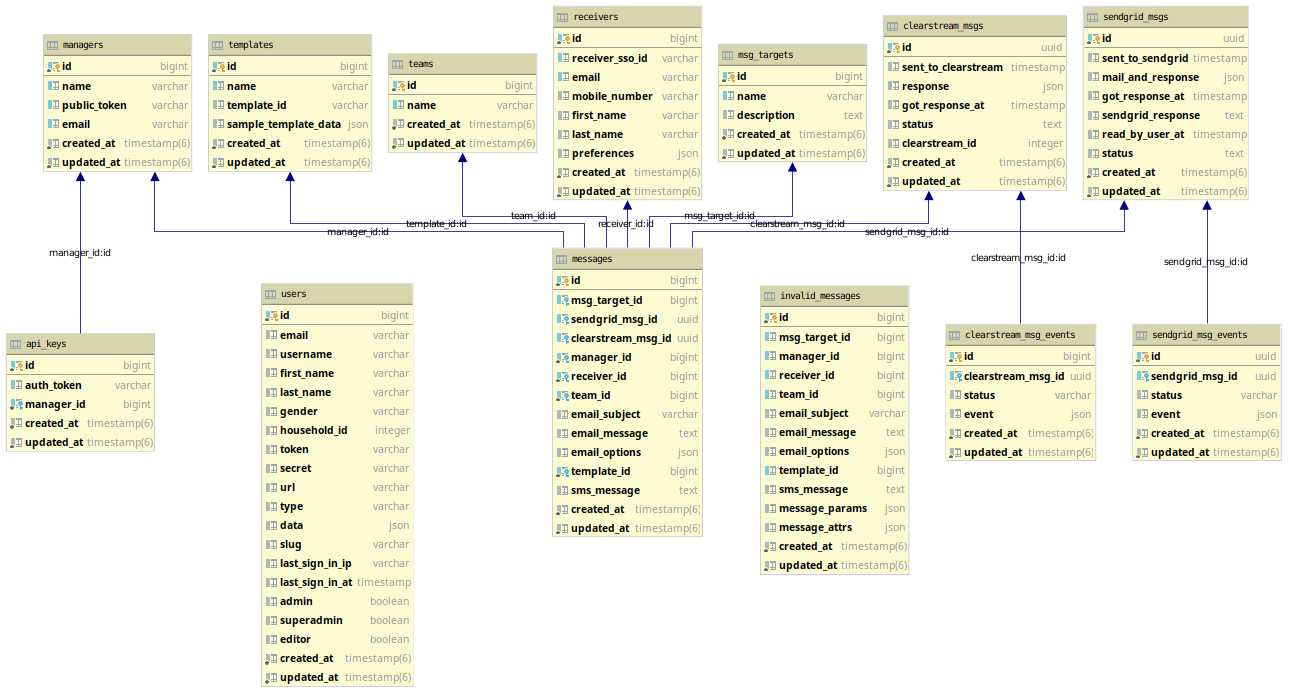 managers
id bigint
name varchar
public_token varchar
email varchar
created_at timestamp(6)
updated_at timestamp(6)
templates
id bigint
name varchar
template_id varchar
sample_template_data json
created_at timestamp(6)
updated_at timestamp(6)
teams
id bigint
name varchar
created_at timestamp(6)
updated_at timestamp(6)
receivers
id bigint
receiver_sso_id varchar
email varchar
mobile_number varchar
first_name varchar
last_name varchar
preferences json
created_at timestamp(6)
updated_at timestamp(6)
msg_targets
id bigint
name varchar
description text
created_at timestamp(6)
updated_at timestamp(6)
clearstream_msgs
id uuid
sent_to_clearstream timestamp
response json
got_response_at timestamp
status text
clearstream_id integer
created_at timestamp(6)
updated_at timestamp(6)
sendgrid_msgs
id uuid
sent_to_sendgrid timestamp
mail_and_response json
got_response_at timestamp
sendgrid_response text
read_by_user_at timestamp
status text
created_at timestamp(6)
updated_at timestamp(6)
team_id:id
msg_target_id:id
template_id:id
receiver_id:id
clearstream_msg_id:id
manager_id:id
sendgrid_msg_id:id
manager_id:id
clearstream_msg_id:id
sendgrid_msg_id:id
api_keys
id bigint
auth_token varchar
manager_id bigint
created_at timestamp(6)
updated_at timestamp(6)
users
id bigint
email varchar
username varchar
first_name varchar
last_name varchar
gender varchar
household_id integer
token varchar
secret varchar
url varchar
type varchar
data json
slug varchar
last_sign_in_ip varchar
last_sign_in_at timestamp
admin boolean
superadmin boolean
editor boolean
created_at timestamp(6)
updated_at timestamp(6)
messages
id bigint
msg_target_id bigint
sendgrid_msg_id uuid
clearstream_msg_id uuid
manager_id bigint
receiver_id bigint
team_id bigint
email_subject varchar
email_message text
email_options json
template_id bigint
sms_message text
created_at timestamp(6)
updated_at timestamp(6)
invalid_messages
id bigint
msg_target_id bigint
manager_id bigint
receiver_id bigint
team_id bigint
email_subject varchar
email_message text
email_options json
template_id bigint
sms_message text
message_params json
message_attrs json
created_at timestamp(6)
updated_at timestamp(6)
clearstream_msg_events
id bigint
clearstream_msg_id uuid
status varchar
event json
created_at timestamp(6)
updated_at timestamp(6)
sendgrid_msg_events
id uuid
sendgrid_msg_id uuid
status varchar
event json
created_at timestamp(6)
updated_at timestamp(6)